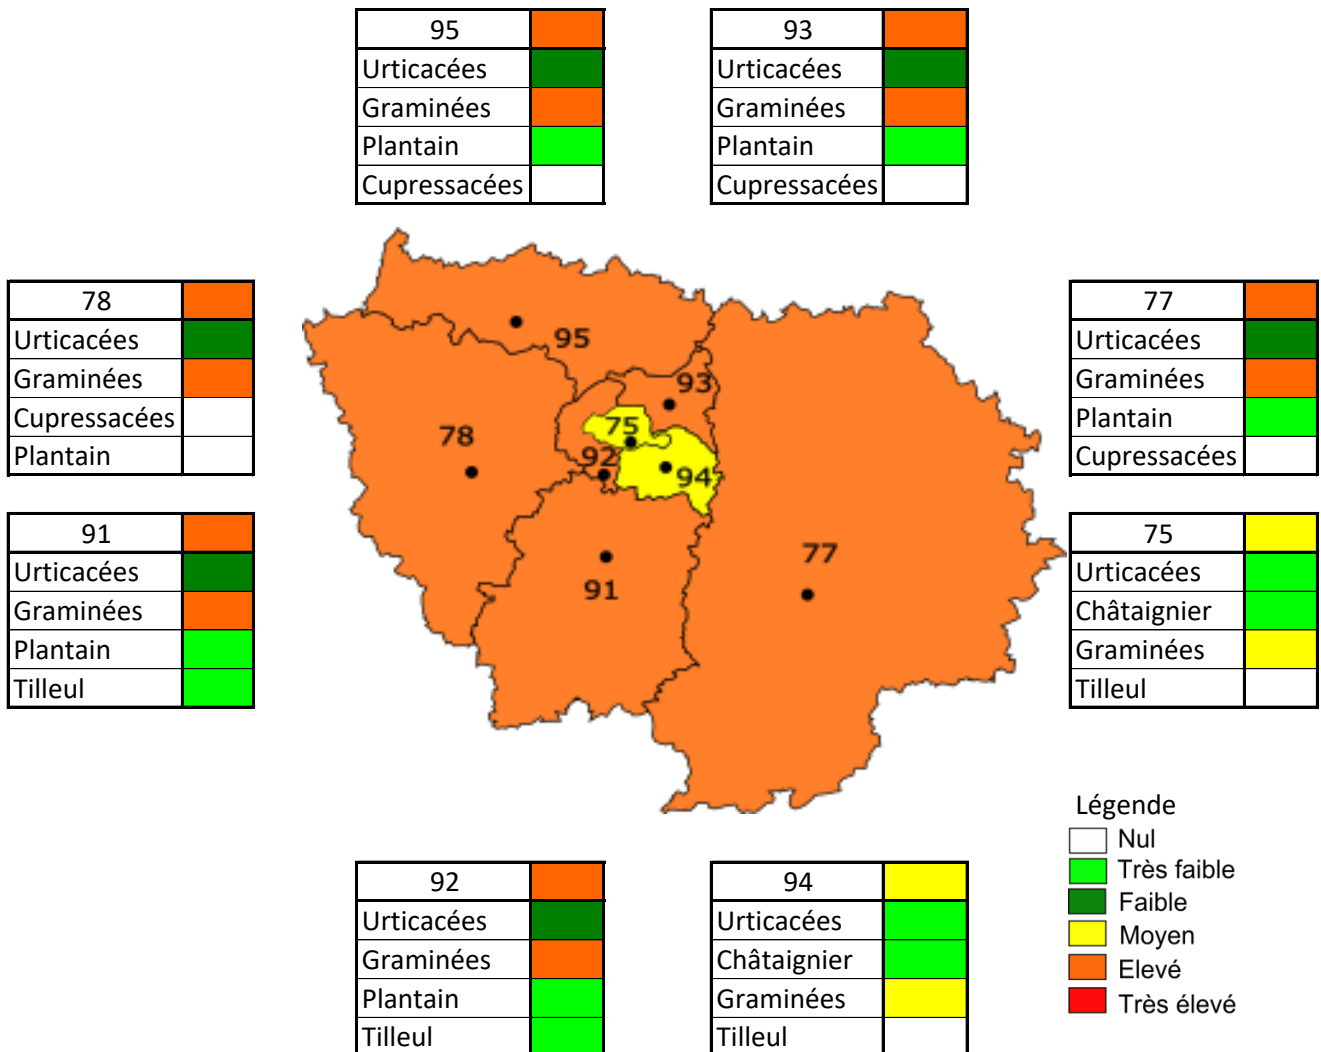 95
Urticacées
Graminées
Plantain
Cupressacées
93
Urticacées
Graminées
Plantain
Cupressacées
78
Urticacées
Graminées
Cupressacées
Plantain
91
Urticacées
Graminées
Plantain
Tilleul
95
93
75
78
92
94
77
91
77
Urticacées
Graminées
Plantain
Cupressacées
75
Urticacées
Châtaignier
Graminées
Tilleul
92
Urticacées
Graminées
Plantain
Tilleul
94
Urticacées
Châtaignier
Graminées
Tilleul
Légende
Nul
Très faible
Faible
Moyen
Elevé
Très élevé